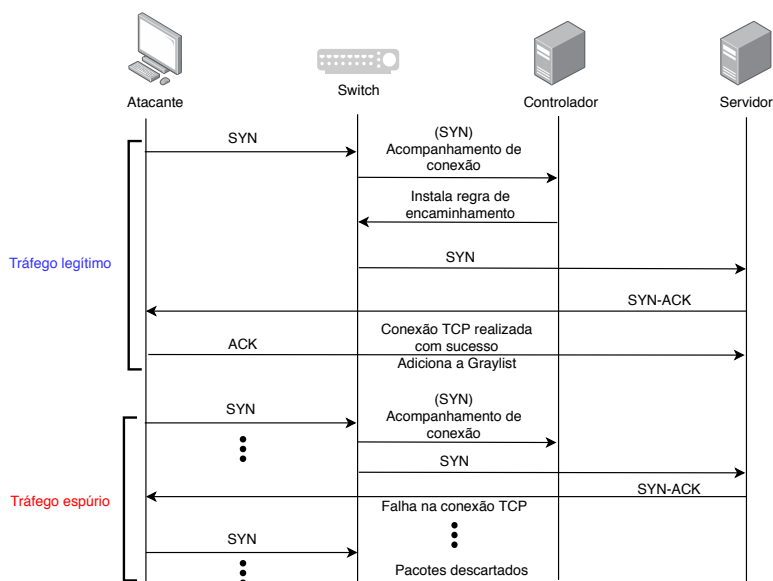 Atacante
Switch
Controlador
Servidor
SYN
(SYN)
Acompanhamento de
conexão
Instala regra de
encaminhamento
Tráfego legítimo
SYN
SYN-ACK
ACK
Conexão TCP realizada
com sucesso
Adiciona a Graylist
SYN
(SYN)
Acompanhamento de
conexão
SYN
Tráfego espúrio
SYN-ACK
Falha na conexão TCP
SYN
Pacotes descartados